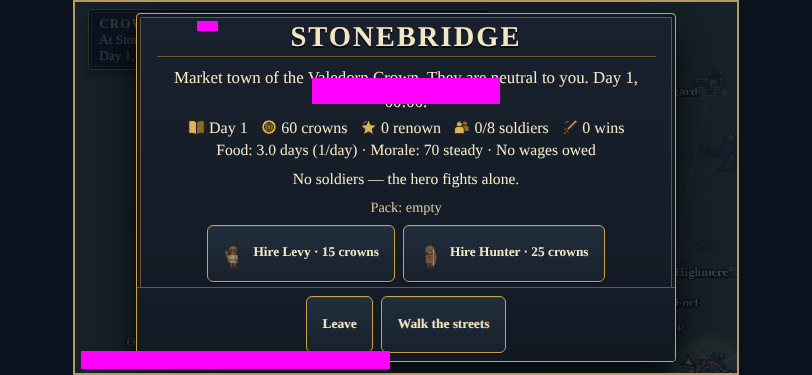 CROW
At Sto
Day 1,
STONEBRIDGE
Market town of the Valedorn Crown. They are neutral to you. Day 1,
Day 1 60 crowns 0 renown 0/8 soldiers 0 wins
Food: 3.0 days (1/day) · Morale: 70 steady · No wages owed
No soldiers — the hero fights alone.
Pack: empty
Hire Levy · 15 crowns Hire Hunter · 25 crowns
Leave Walk the streets
gard
Highmere
Fort